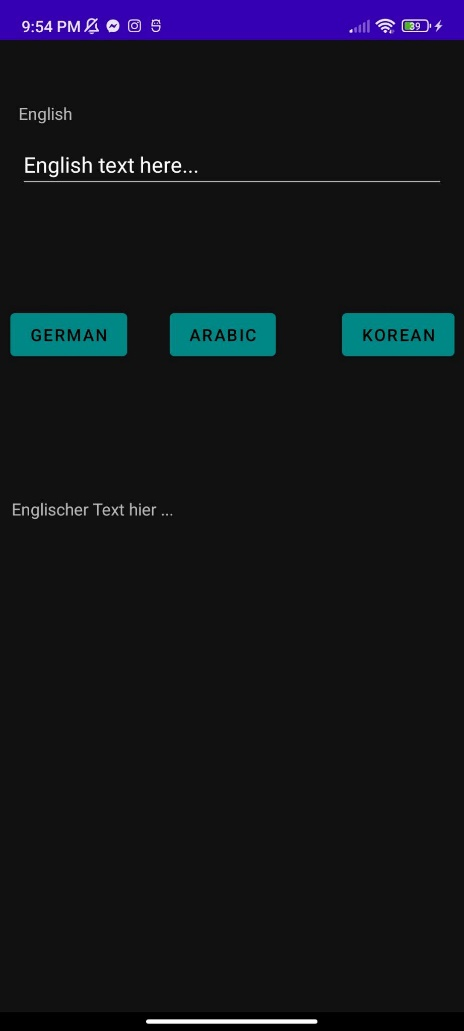 9:54 PM 39
English
English text here...
GERMAN ARABIC KOREAN
Englischer Text hier ...